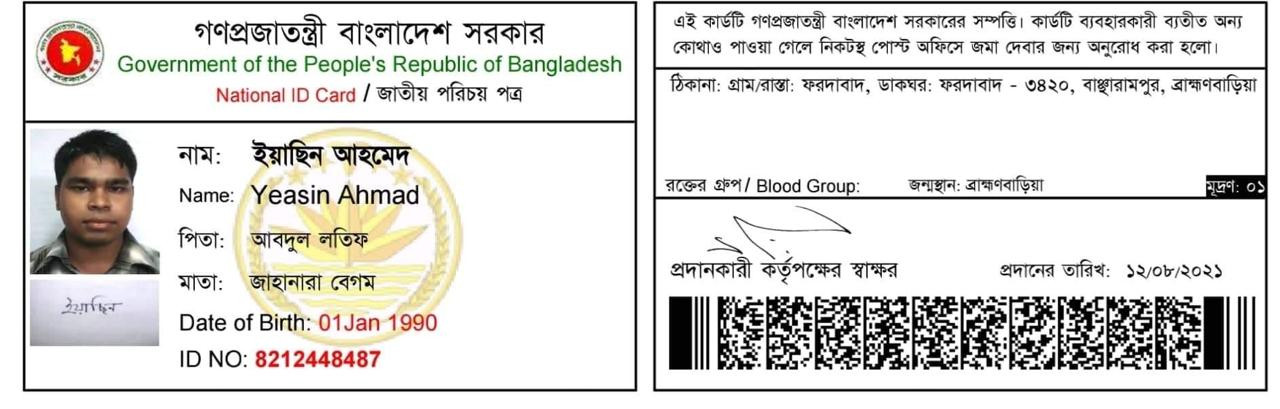 গণপ্রজাতন্ত্রী বাংলাদেশ সরকার
Government of the People's Republic of Bangladesh
National ID Card / জাতীয় পরিচয় পত্র
নাম: ইয়াছিন আহমেদ
Name: Yeasin Ahmad
পিতা: আবদুল লতিফ
মাতা: জাহানারা বেগম
Date of Birth: 01Jan 1990
ID NO: 8212448487
ইয়াছিন
এই কার্ডটি গণপ্রজাতন্ত্রী বাংলাদেশ সরকারের সম্পত্তি। কার্ডটি ব্যবহারকারী ব্যতীত অন্য
কোথাও পাওয়া গেলে নিকটস্থ পোস্ট অফিসে জমা দেবার জন্য অনুরোধ করা হলো।
ঠিকানা: গ্রাম/রাস্তা: ফরদাবাদ, ডাকঘর: ফরদাবাদ - ৩৪২০, বাঞ্ছারামপুর, ব্রাহ্মণবাড়িয়া
রক্তের গ্রুপ/ Blood Group: জন্মস্থান: ব্রাহ্মণবাড়িয়া মূদ্রণ: ০১
প্রদানকারী কর্তৃপক্ষের স্বাক্ষর প্রদানের তারিখ: ১২/০৮/২০২১